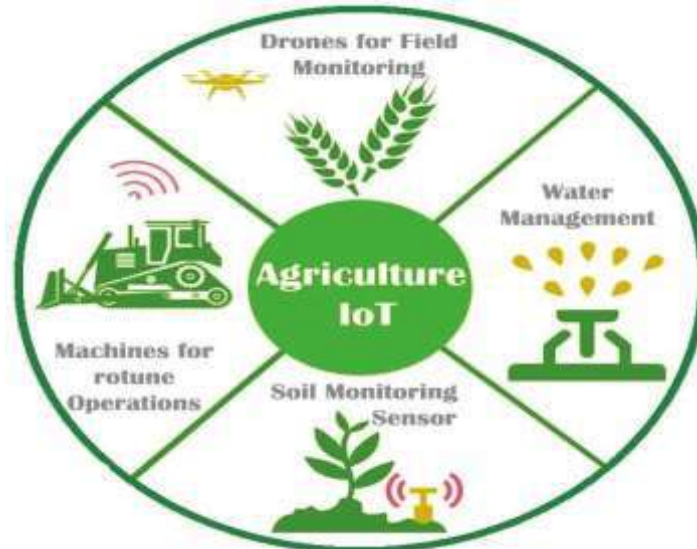 Drones for Field
Monitoring
Water
Management
Agriculture
IoT
Machines for
rotune
Operations
Soil Monitoring
Sensor